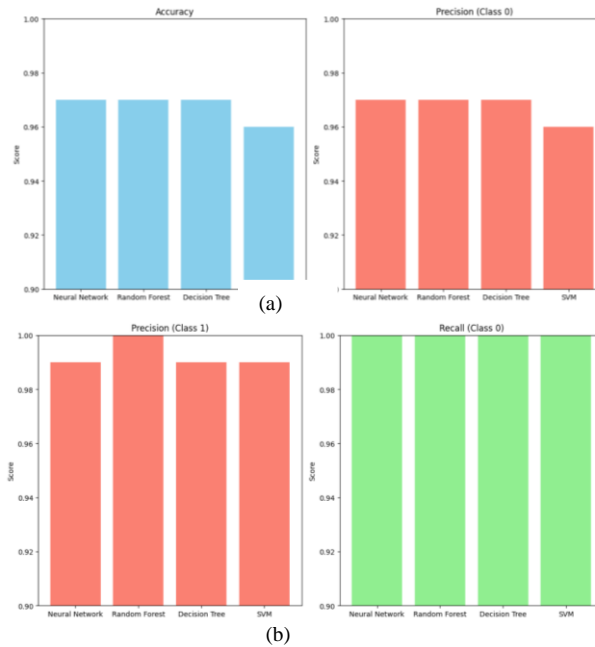 Accuracy
Score
1.00
0.98
0.96
0.94
0.92
0.90
Neural Network Random Forest Decision Tree
Precision (Class 0)
Score
1.00
0.98
0.96
0.94
0.92
Neural Network Random Forest Decision Tree SVM
(a)
Precision (Class 1)
Score
1.00
0.98
0.96
0.94
0.92
0.90
Neural Network Random Forest Decision Tree SVM
Recall (Class 0)
Score
1.00
0.98
0.96
0.94
0.92
0.90
Neural Network Random Forest Decision Tree SVM
(b)